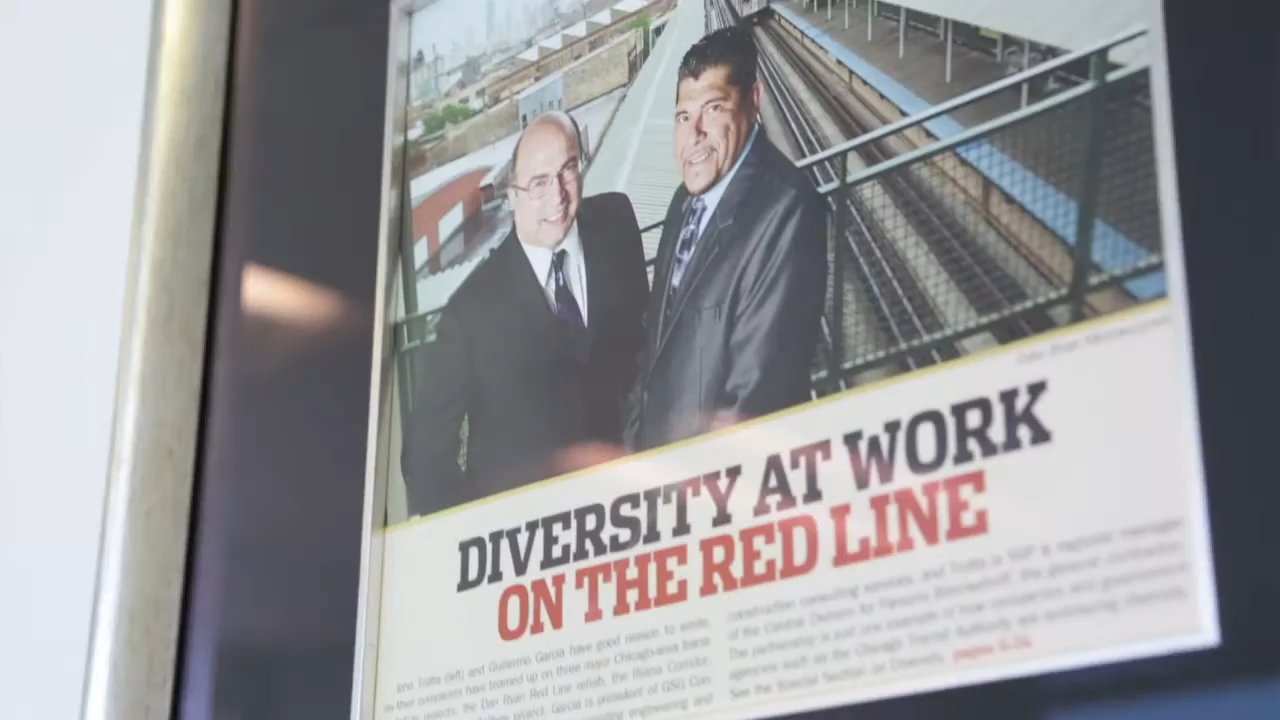 DIVERSITY AT WORK
ON THE RED LINE
John Trotta (left) and Guillermo Garcia have good reason to smile,
their companies have teamed up on three major Chicago-area trans
projects: the Dan Ryan Red Line rehab, the Illiana Corridor,
project. Garcia is president of GSG Con
engineering and
construction consulting services, and Trotta is SVP & regional manager
of the Central Division for Parsons Brinckerhoff, the general contractor.
The partnership is just one example of how companies and government
agencies such as the Chicago Transit Authority are embracing diversity.
See the Special Section on Diversity,